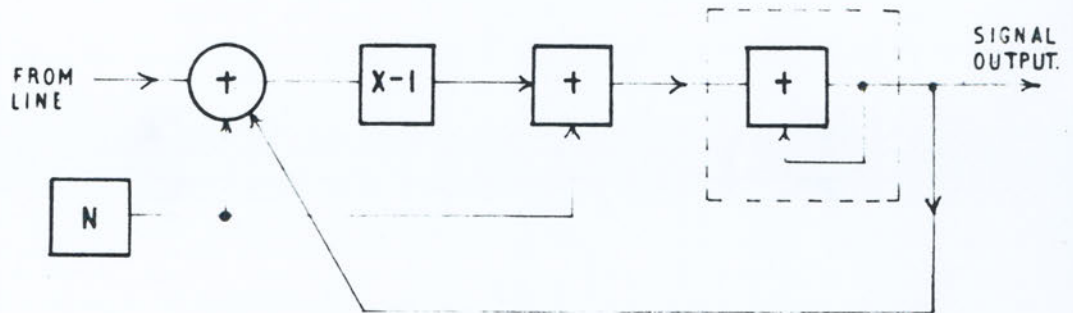 FROM
LINE
+
X-1
+
+
SIGNAL
OUTPUT.
N